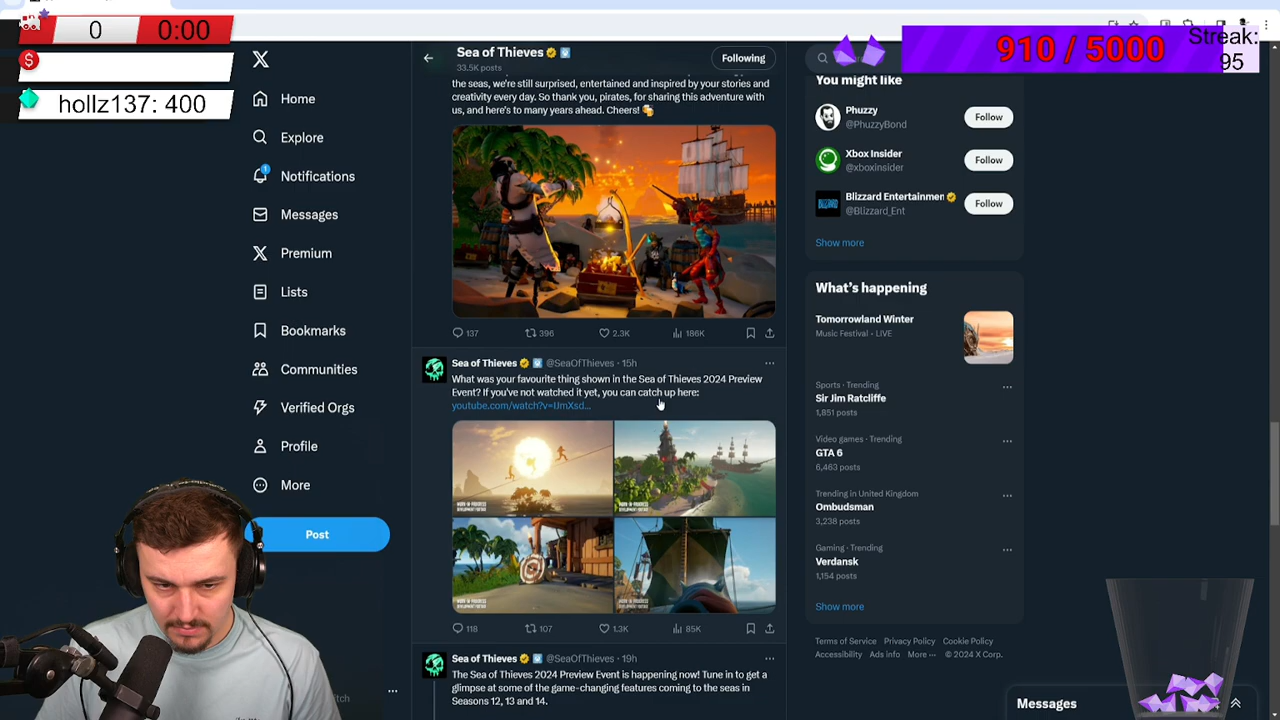 0
0:00
hollz137: 400
910 / 5000
Streak:
95
Home
Explore
Notifications
Messages
Premium
Lists
Bookmarks
Communities
Verified Orgs
Profile
More
Post
Sea of Thieves
33.5K posts
Following
the seas, we're still surprised, entertained and inspired by your stories and
creativity every day. So thank you, pirates, for sharing this adventure with
us, and here's to many years ahead. Cheers!
137 396 2.3K 186K
Sea of Thieves @SeaOfThieves · 15h
What was your favourite thing shown in the Sea of Thieves 2024 Preview
Event? If you've not watched it yet, you can catch up here:
118 107 1.3K 85K
Sea of Thieves @SeaOfThieves · 19h
The Sea of Thieves 2024 Preview Event is happening now! Tune in to get a
glimpse at some of the game-changing features coming to the seas in
Seasons 12, 13 and 14.
You might like
Phuzzy
@PhuzzyBond
Follow
Xbox Insider
@xboxinsider
Follow
Blizzard Entertainmen
@Blizzard_Ent
Follow
Show more
What's happening
Tomorrowland Winter
Music Festival · LIVE
Sports · Trending
Sir Jim Ratcliffe
1,851 posts
Video games · Trending
GTA 6
6,463 posts
Trending in United Kingdom
Ombudsman
3,238 posts
Gaming · Trending
Verdansk
1,154 posts
Show more
Terms of Service Privacy Policy Cookie Policy
Accessibility Ads info More ··· © 2024 X Corp.
Messages